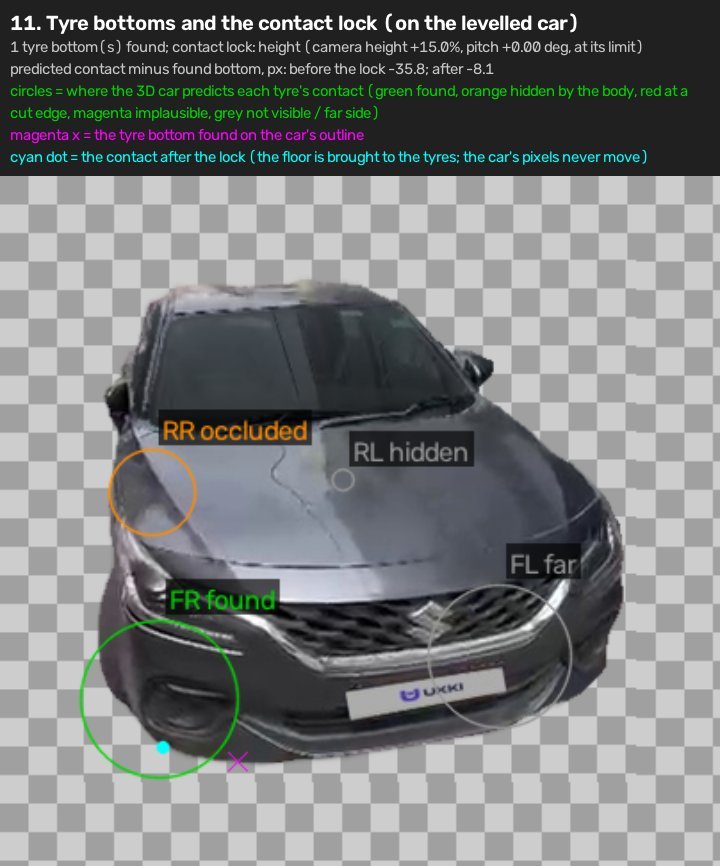 11. Tyre bottoms and the contact lock (on the levelled car)
1 tyre bottom(s) found; contact lock: height (camera height +15.0%, pitch +0.00 deg, at its limit)
predicted contact minus found bottom, px: before the lock -35.8; after -8.1
circles = where the 3D car predicts each tyre's contact (green found, orange hidden by the body, red at a
cut edge, magenta implausible, grey not visible / far side)
magenta x = the tyre bottom found on the car's outline
cyan dot = the contact after the lock (the floor is brought to the tyres; the car's pixels never move)
RR occluded
RL hidden
FL far
FR found
UXKI